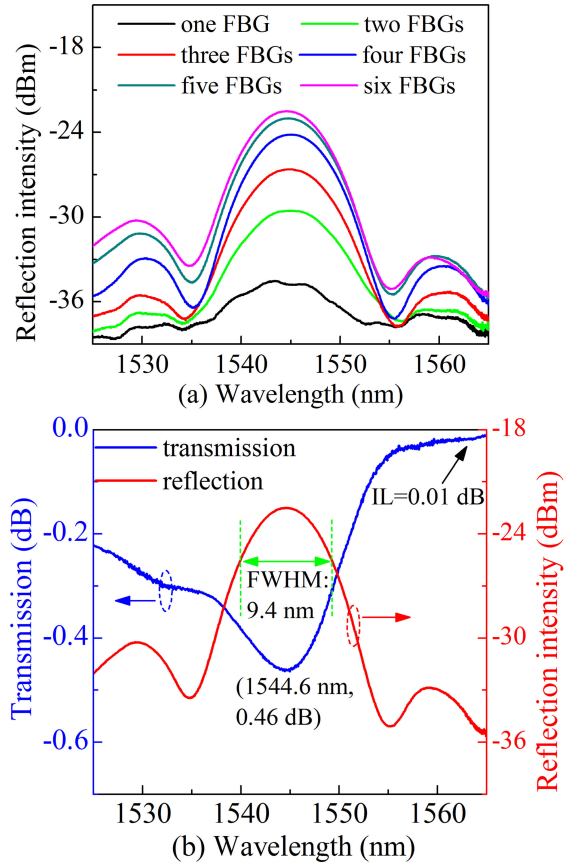 one FBG
two FBGs
three FBGs
four FBGs
five FBGs
six FBGs
Reflection intensity (dBm)
-18
-24
-30
-36
1530
1540
1550
1560
(a) Wavelength (nm)
transmission
reflection
IL=0.01 dB
FWHM:
9.4 nm
(1544.6 nm,
0.46 dB)
Transmission (dB)
0.0
-0.2
-0.4
-0.6
Reflection intensity (dBm)
-18
-24
-30
-36
1530
1540
1550
1560
(b) Wavelength (nm)